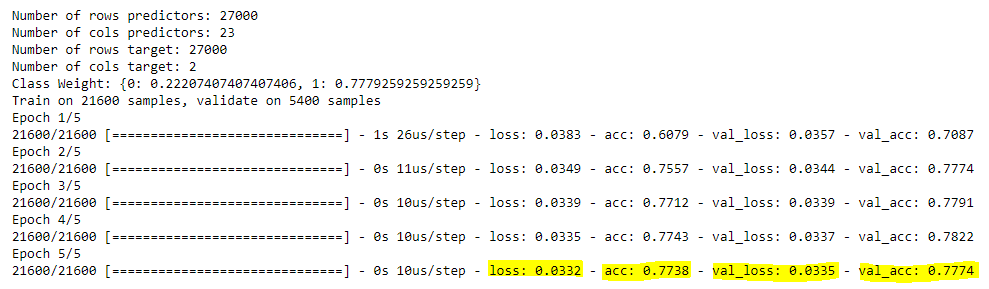 Number of rows predictors: 27000
Number of cols predictors: 23
Number of rows target: 27000
Number of cols target: 2
Class Weight: {0: 0.22207407407407406, 1: 0.7779259259259259}
Train on 21600 samples, validate on 5400 samples
Epoch 1/5
21600/21600 [==============================] - 1s 26us/step - loss: 0.0383 - acc: 0.6079 - val_loss: 0.0357 - val_acc: 0.7087
Epoch 2/5
21600/21600 [==============================] - 0s 11us/step - loss: 0.0349 - acc: 0.7557 - val_loss: 0.0344 - val_acc: 0.7774
Epoch 3/5
21600/21600 [==============================] - 0s 10us/step - loss: 0.0339 - acc: 0.7712 - val_loss: 0.0339 - val_acc: 0.7791
Epoch 4/5
21600/21600 [==============================] - 0s 10us/step - loss: 0.0335 - acc: 0.7743 - val_loss: 0.0337 - val_acc: 0.7822
Epoch 5/5
21600/21600 [==============================] - 0s 10us/step - loss: 0.0332 - acc: 0.7738 - val_loss: 0.0335 - val_acc: 0.7774